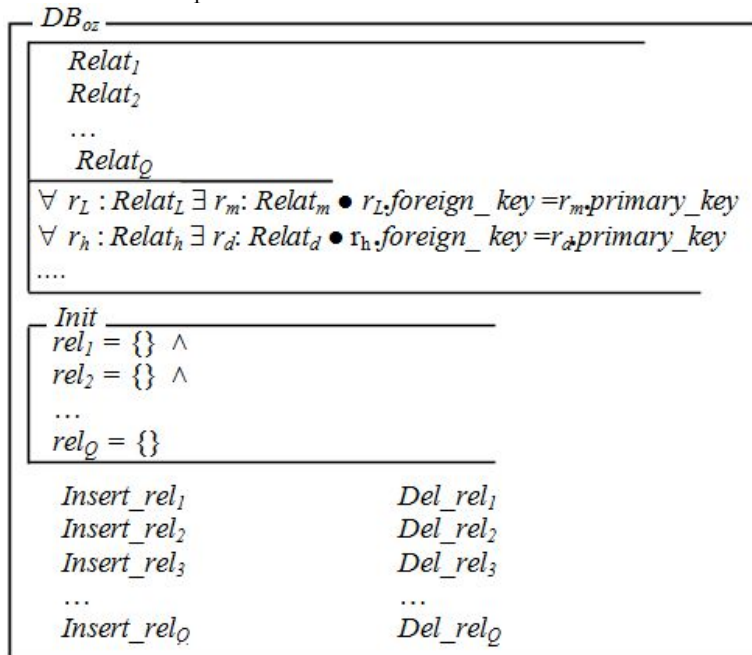 DB_oz
Relat_1
Relat_2
…
Relat_Q
∀ r_L : Relat_L ∃ r_m: Relat_m ● r_L.foreign_ key =r_m.primary_key
∀ r_h : Relat_h ∃ r_d: Relat_d ● r_h.foreign_ key =r_d.primary_key
....
Init
rel_1 = {} ∧
rel_2 = {} ∧
…
rel_Q = {}
Insert_rel_1 Del_rel_1
Insert_rel_2 Del_rel_2
Insert_rel_3 Del_rel_3
… …
Insert_rel_Q Del_rel_Q